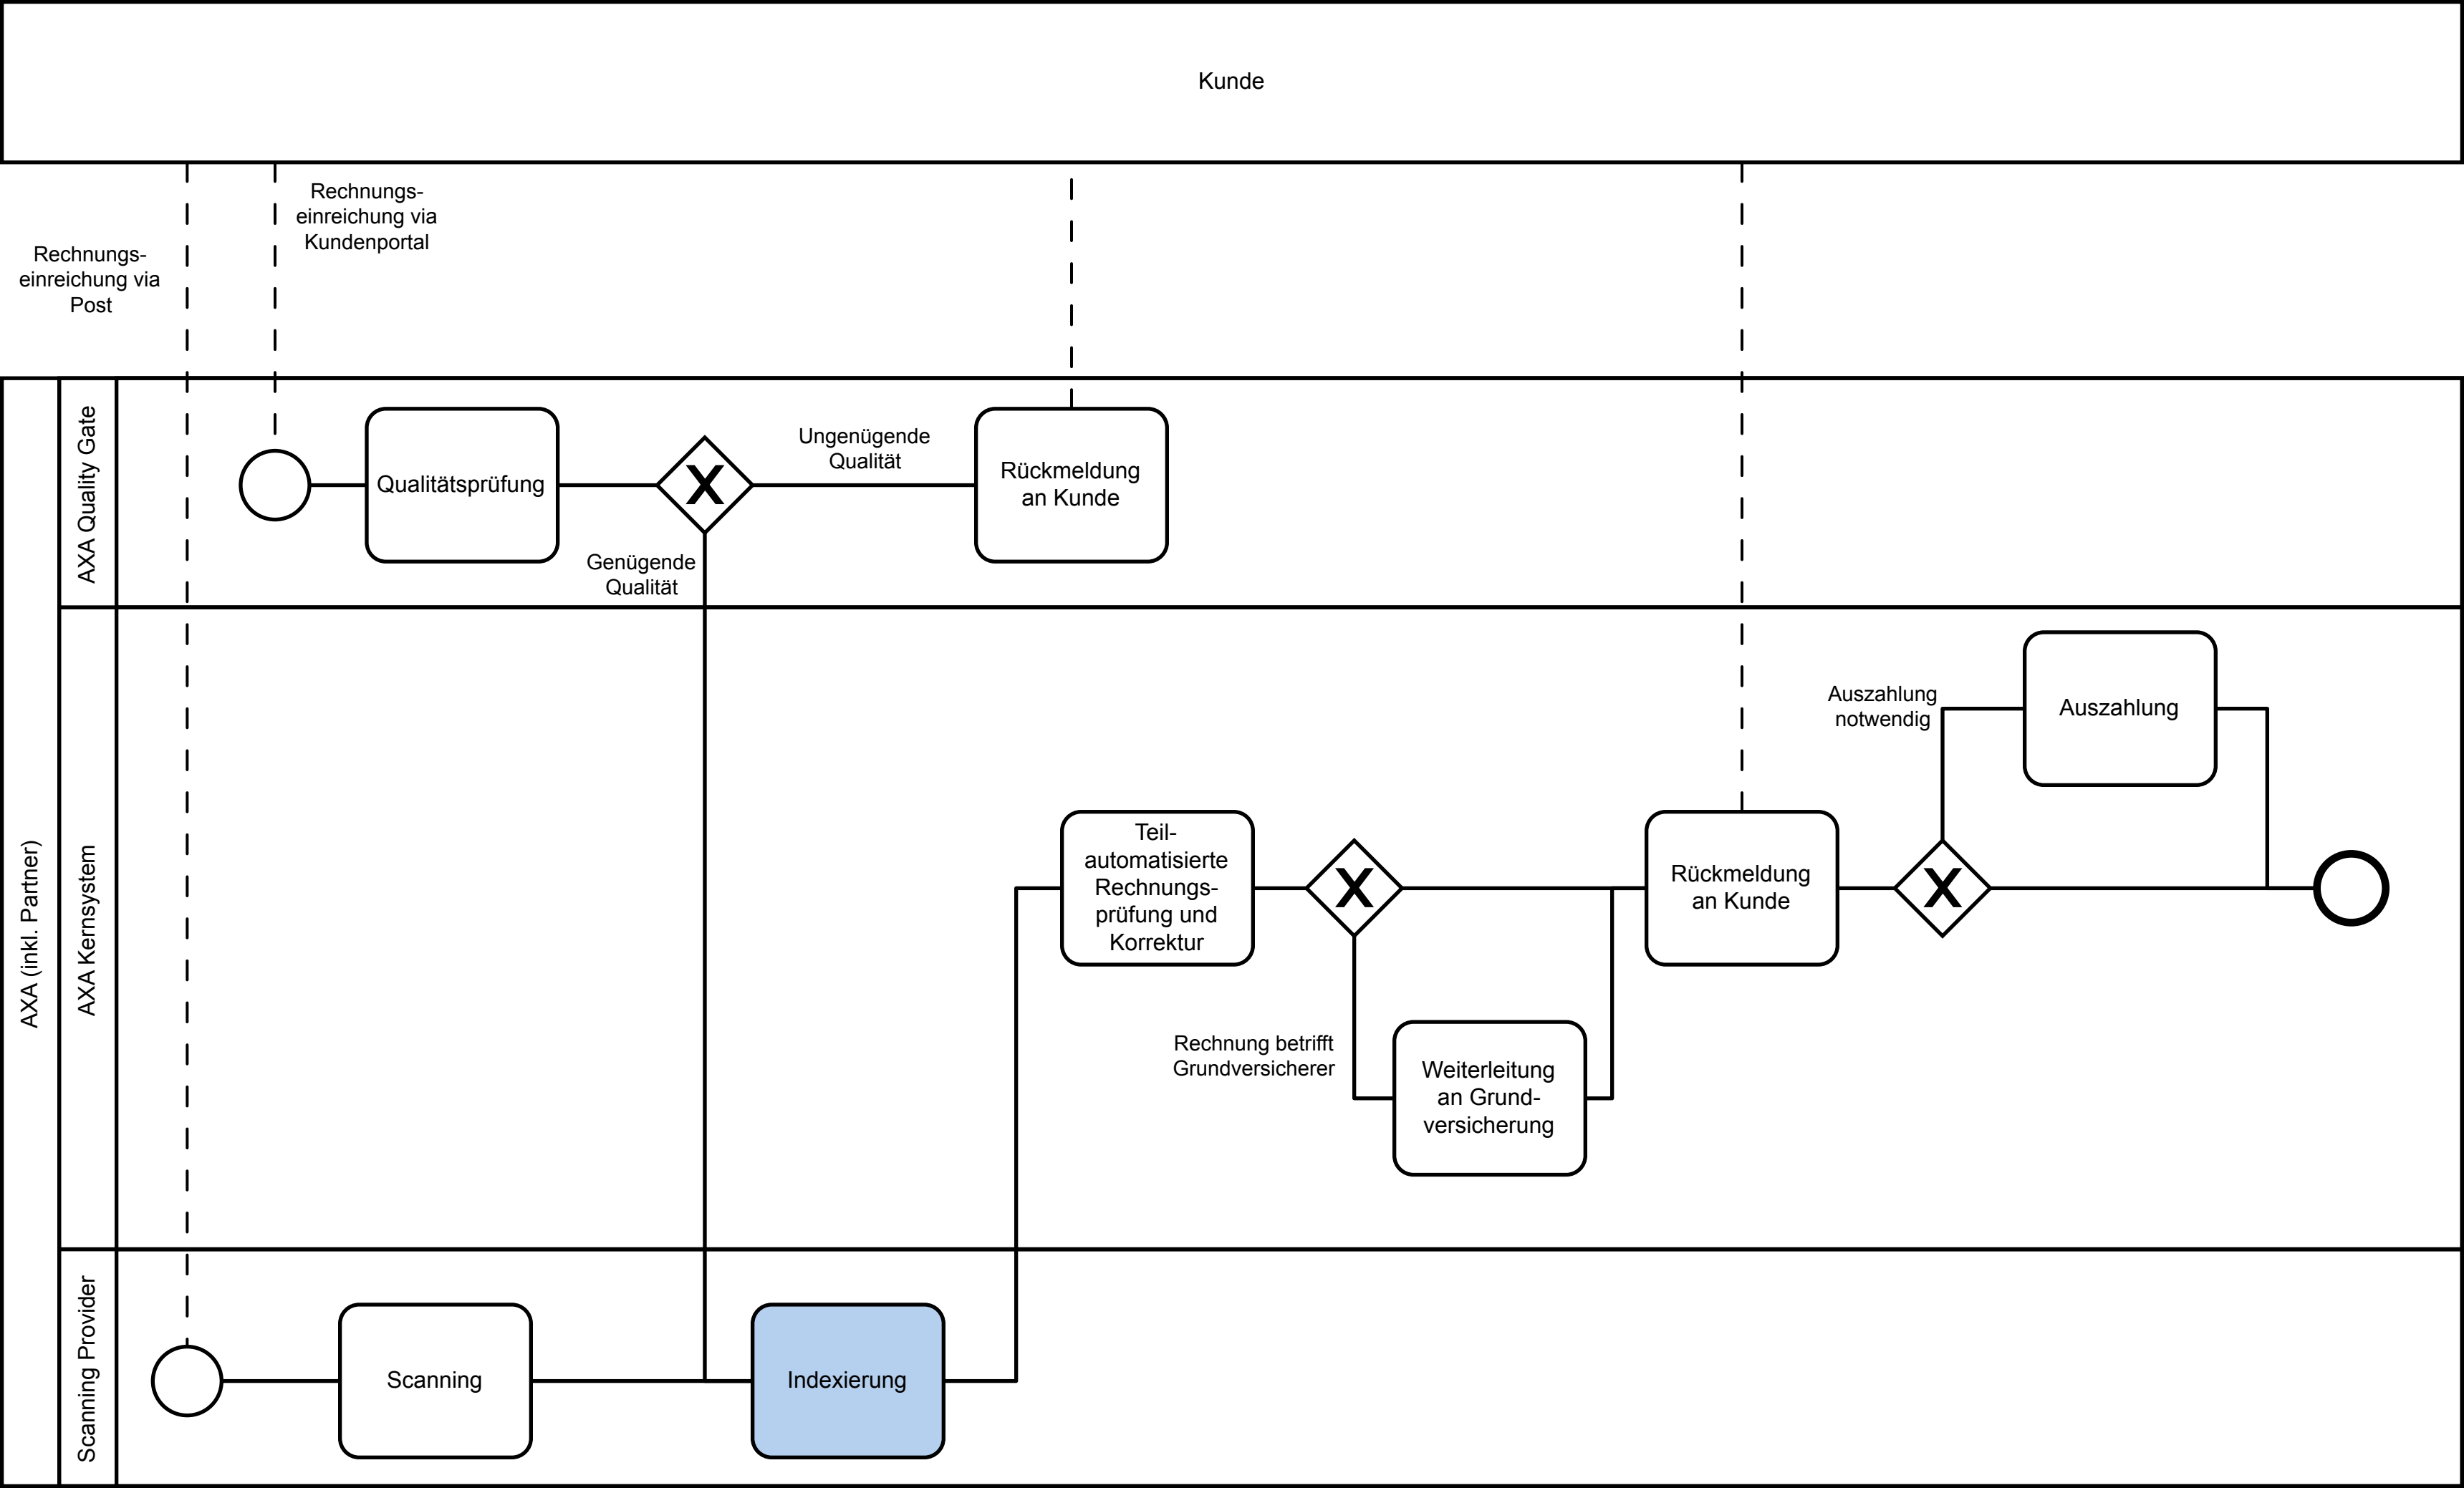 Kunde
Rechnungs-
einreichung via
Kundenportal
Rechnungs-
einreichung via
Post
AXA (inkl. Partner)
AXA Quality Gate
Qualitätsprüfung
X
Ungenügende
Qualität
Rückmeldung
an Kunde
Genügende
Qualität
AXA Kernsystem
Teil-
automatisierte
Rechnungs-
prüfung und
Korrektur
X
Rechnung betrifft
Grundversicherer
Weiterleitung
an Grund-
versicherung
Rückmeldung
an Kunde
X
Auszahlung
notwendig
Auszahlung
Scanning Provider
Scanning
Indexierung